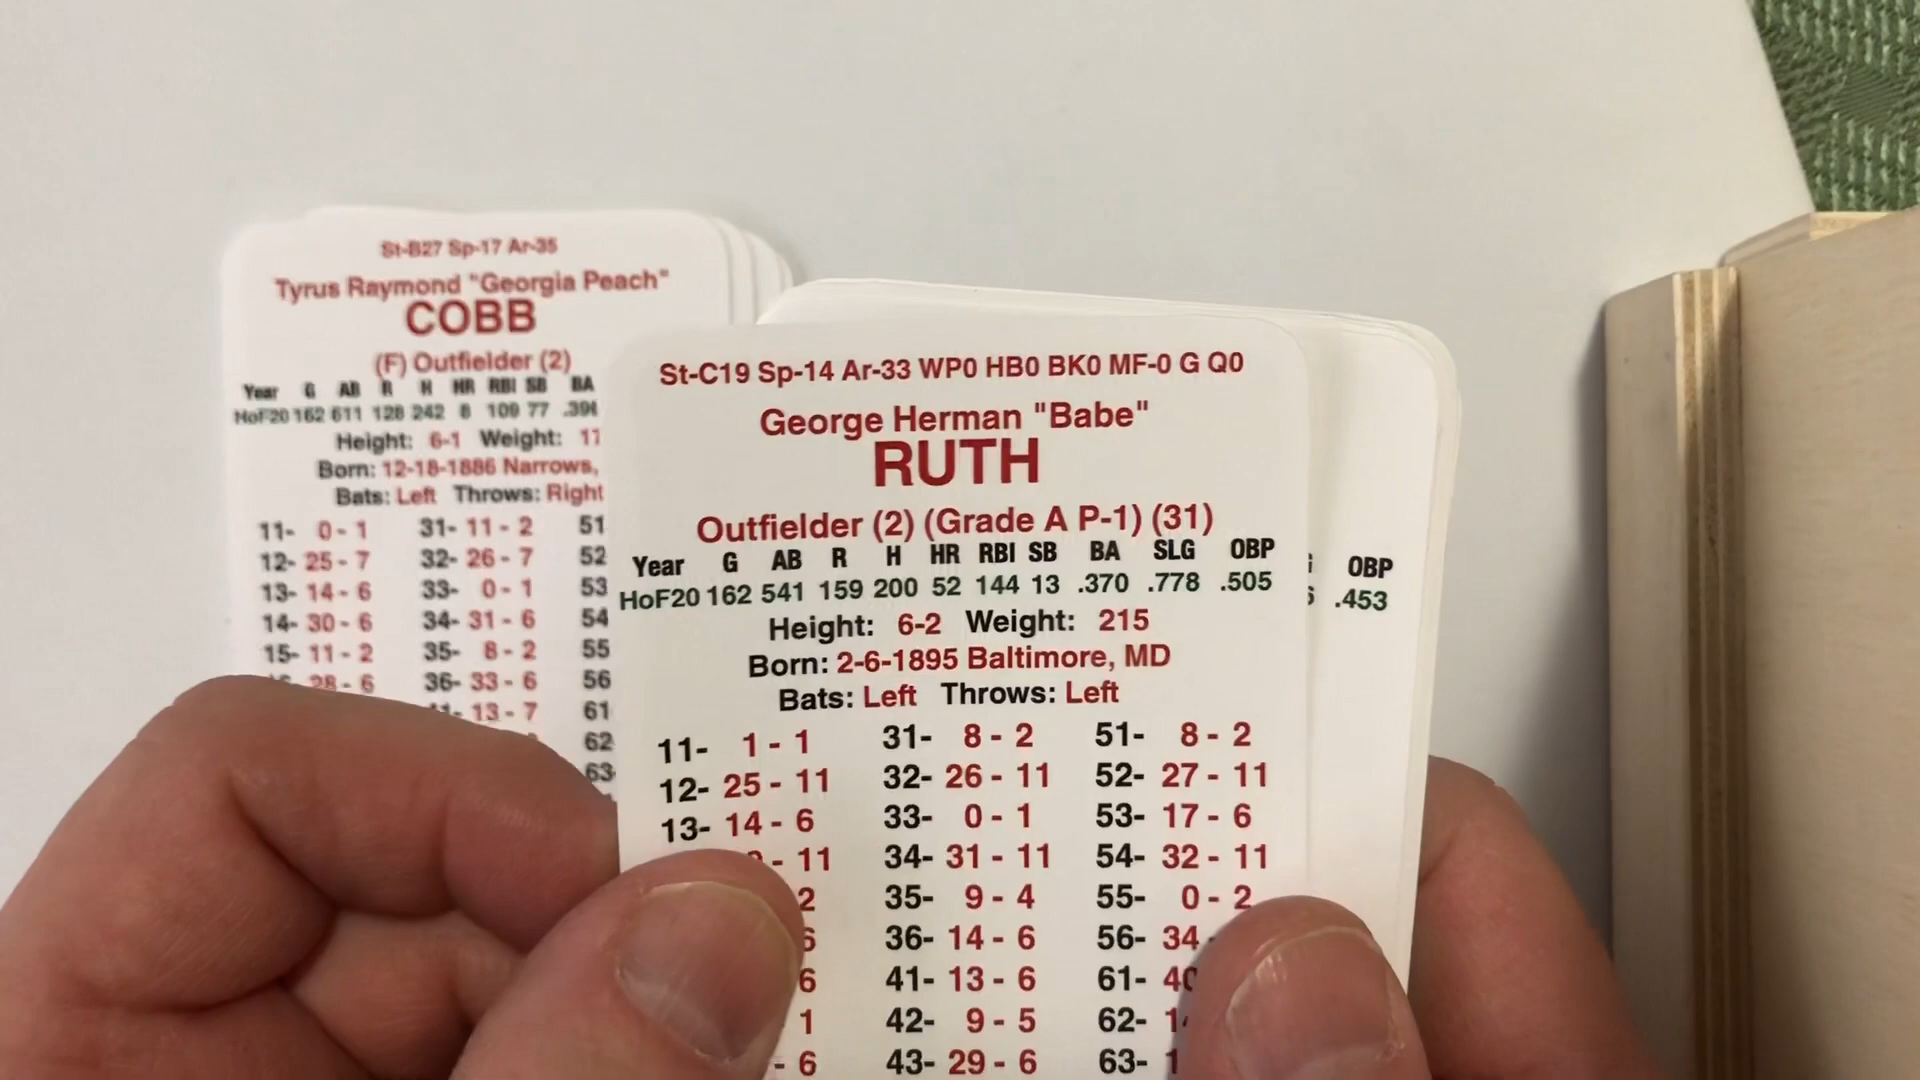 St-B27 Sp-17 Ar-35
Tyrus Raymond "Georgia Peach"
COBB
(F) Outfielder (2)
Year G AB R H HR RBI SB BA
HoF20 162 611 128 242 8 109 77
Height: 6-1 Weight:
Born: 12-18-1886 Narrows,
Bats: Left Throws: Right
11- 0 - 1 31- 11 - 2 51
12- 25 - 7 32- 26 - 7 52
13- 14 - 6 33- 0 - 1 53
14- 30 - 6 34- 31 - 6 54
15- 11 - 2 35- 8 - 2 55
28 - 6 36- 33 - 6 56
13 - 7 61
62
63
St-C19 Sp-14 Ar-33 WP0 HB0 BK0 MF-0 G Q0
George Herman "Babe"
RUTH
Outfielder (2) (Grade A P-1) (31)
Year G AB R H HR RBI SB BA SLG OBP
HoF20 162 541 159 200 52 144 13 .370 .778 .505
Height: 6-2 Weight: 215
Born: 2-6-1895 Baltimore, MD
Bats: Left Throws: Left
11- 1 - 1 31- 8 - 2 51- 8 - 2
12- 25 - 11 32- 26 - 11 52- 27 - 11
13- 14 - 6 33- 0 - 1 53- 17 - 6
- 11 34- 31 - 11 54- 32 - 11
2 35- 9 - 4 55- 0 - 2
6 36- 14 - 6 56- 34
6 41- 13 - 6 61- 40
1 42- 9 - 5 62-
- 6 43- 29 - 6 63-
OBP
.453